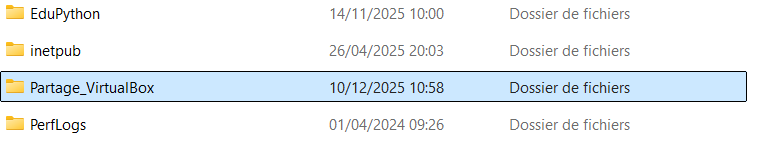 EduPython 14/11/2025 10:00 Dossier de fichiers
inetpub 26/04/2025 20:03 Dossier de fichiers
Partage_VirtualBox 10/12/2025 10:58 Dossier de fichiers
PerfLogs 01/04/2024 09:26 Dossier de fichiers